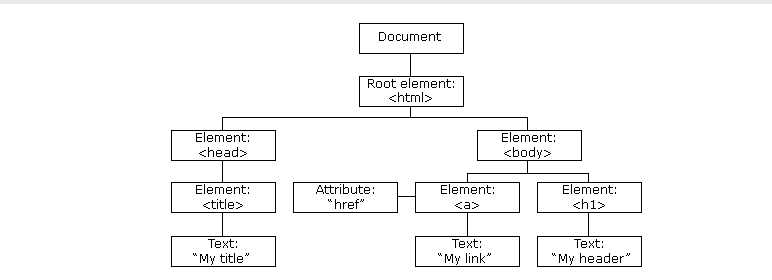 Document
Root element:
<html>
Element:
<head>
Element:
<body>
Element:
<title>
Attribute:
“href”
Element:
<a>
Element:
<h1>
Text:
“My title”
Text:
“My link”
Text:
“My header”